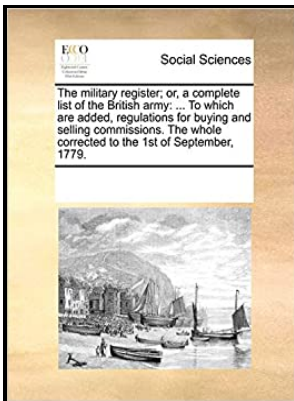 ECCO
Social Sciences
The military register; or, a complete
list of the British army: ... To which
are added, regulations for buying and
selling commissions. The whole
corrected to the 1st of September,
1779.